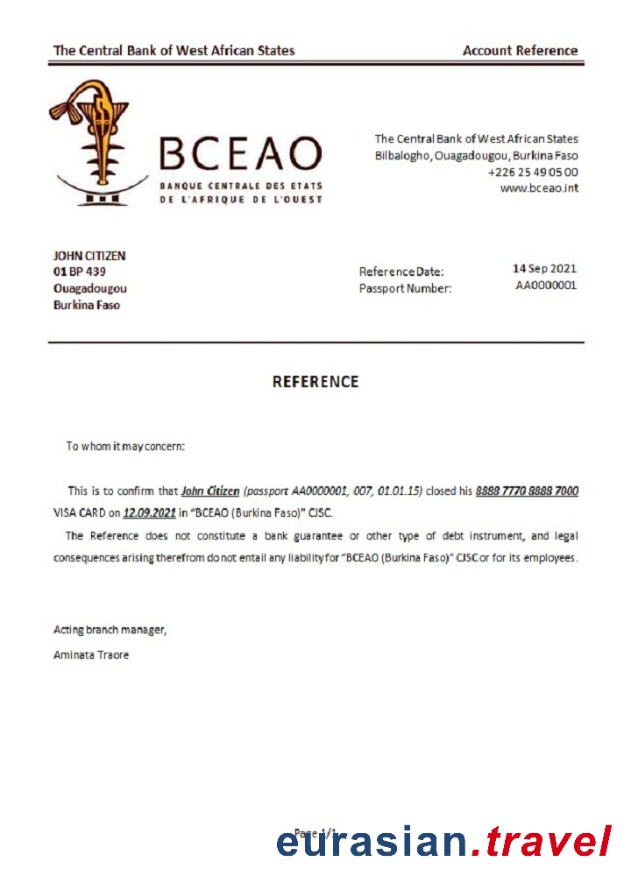 The Central Bank of West African States Account Reference
BCEAO
BANQUE CENTRALE DES ETATS
DE L'AFRIQUE DE L'OUEST
The Central Bank of West African States
Bilbalogho, Ouagadougou, Burkina Faso
+226 25 49 05 00
www.bceao.int
JOHN CITIZEN
01 BP 439
Ouagadougou
Burkina Faso
Reference Date: 14 Sep 2021
Passport Number: AA0000001
REFERENCE
To whom it may concern:
This is to confirm that John Citizen (passport AA0000001, 007, 01.01.15) closed his 8888 7770 8888 7000
VISA CARD on 12.09.2021 in "BCEAO (Burkina Faso)" CJSC.
The Reference does not constitute a bank guarantee or other type of debt instrument, and legal
consequences arising therefrom do not entail any liability for "BCEAO (Burkina Faso)" CJSC or for its employees.
Acting branch manager,
Aminata Traore
Page 1/1
eurasian.travel